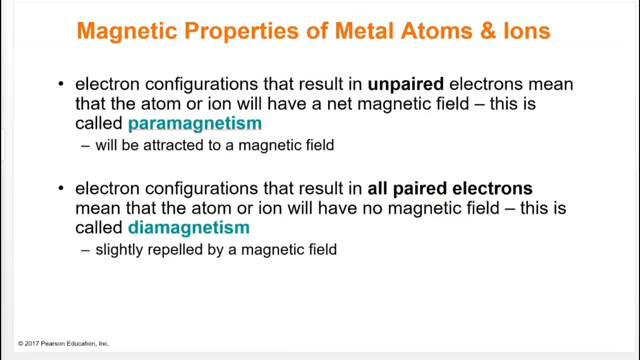 Magnetic Properties of Metal Atoms & Ions
• electron configurations that result in unpaired electrons mean
that the atom or ion will have a net magnetic field – this is
called paramagnetism
– will be attracted to a magnetic field
• electron configurations that result in all paired electrons
mean that the atom or ion will have no magnetic field – this is
called diamagnetism
– slightly repelled by a magnetic field
© 2017 Pearson Education, Inc.